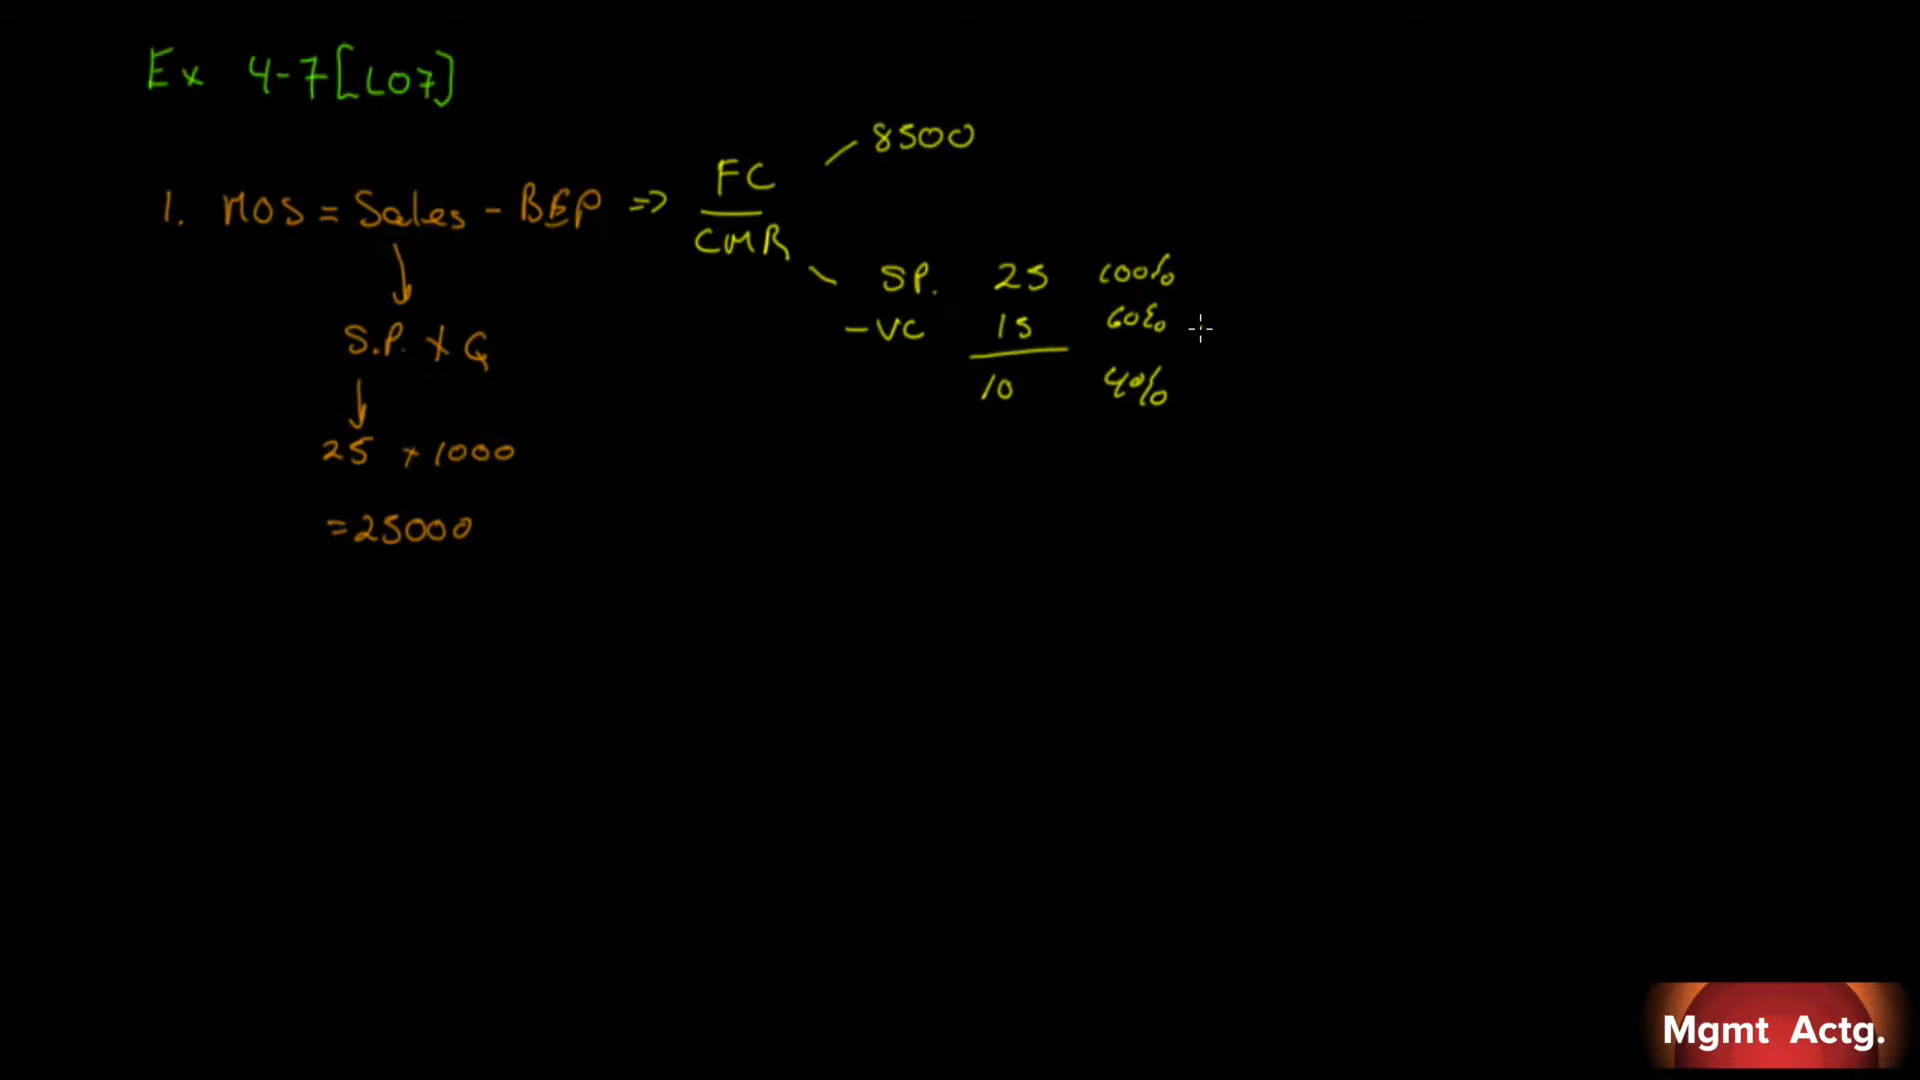 Ex 4-7[LO7]
1. MOS = Sales - BEP => FC / CMR
8500
SP. 25 100%
- VC 15 60%
10 40%
S.P. x Q
25 x 1000
= 25000
Mgmt Actg.